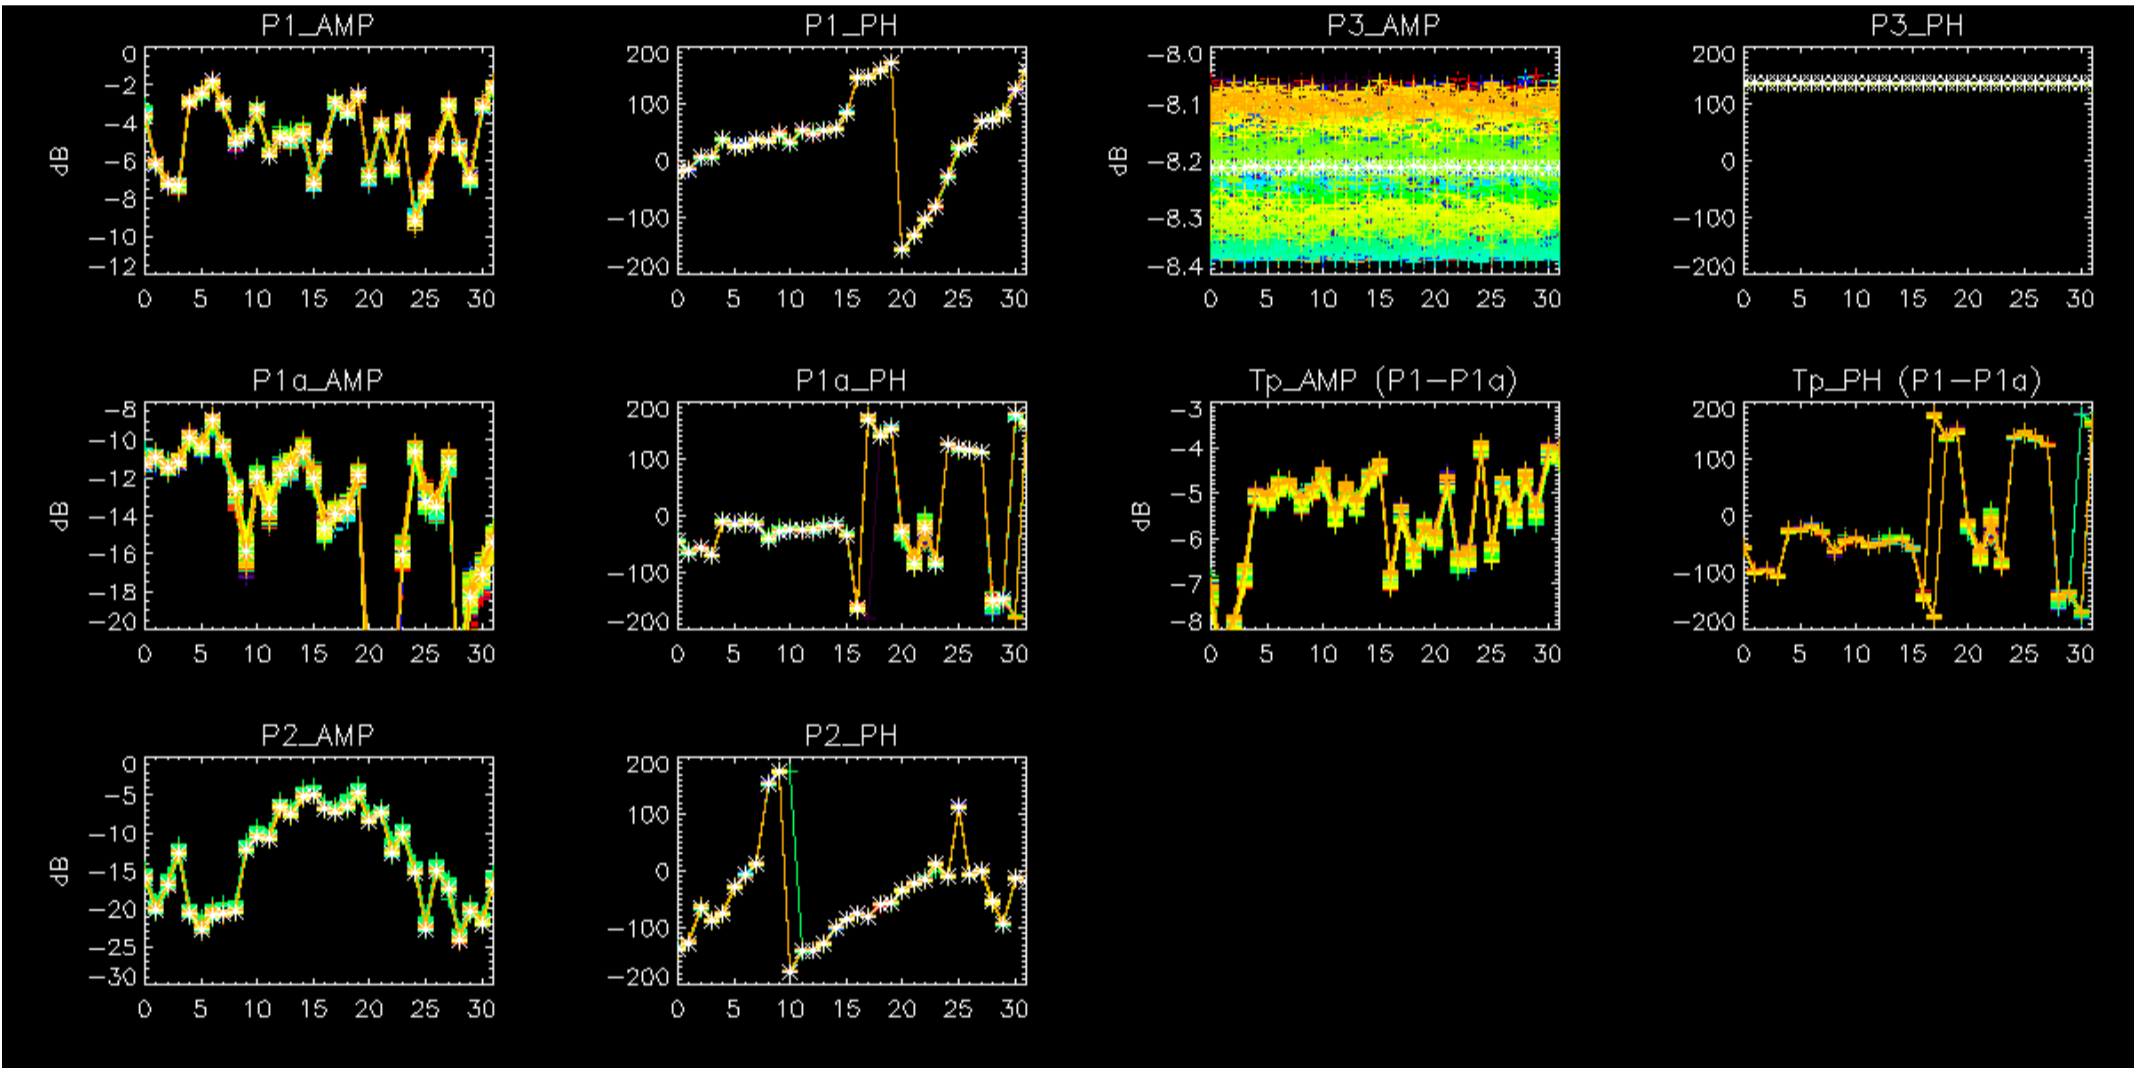 P1_AMP
P1_PH
P3_AMP
P3_PH
dB
0
-2
-4
-6
-8
-10
-12
0 5 10 15 20 25 30
200
100
0
-100
-200
0 5 10 15 20 25 30
dB
-8.0
-8.1
-8.2
-8.3
-8.4
0 5 10 15 20 25 30
200
100
0
-100
-200
0 5 10 15 20 25 30
P1a_AMP
P1a_PH
Tp_AMP (P1-P1a)
Tp_PH (P1-P1a)
dB
-8
-10
-12
-14
-16
-18
-20
0 5 10 15 20 25 30
200
100
0
-100
-200
0 5 10 15 20 25 30
dB
-3
-4
-5
-6
-7
-8
0 5 10 15 20 25 30
200
100
0
-100
-200
0 5 10 15 20 25 30
P2_AMP
P2_PH
dB
0
-5
-10
-15
-20
-25
-30
0 5 10 15 20 25 30
200
100
0
-100
-200
0 5 10 15 20 25 30